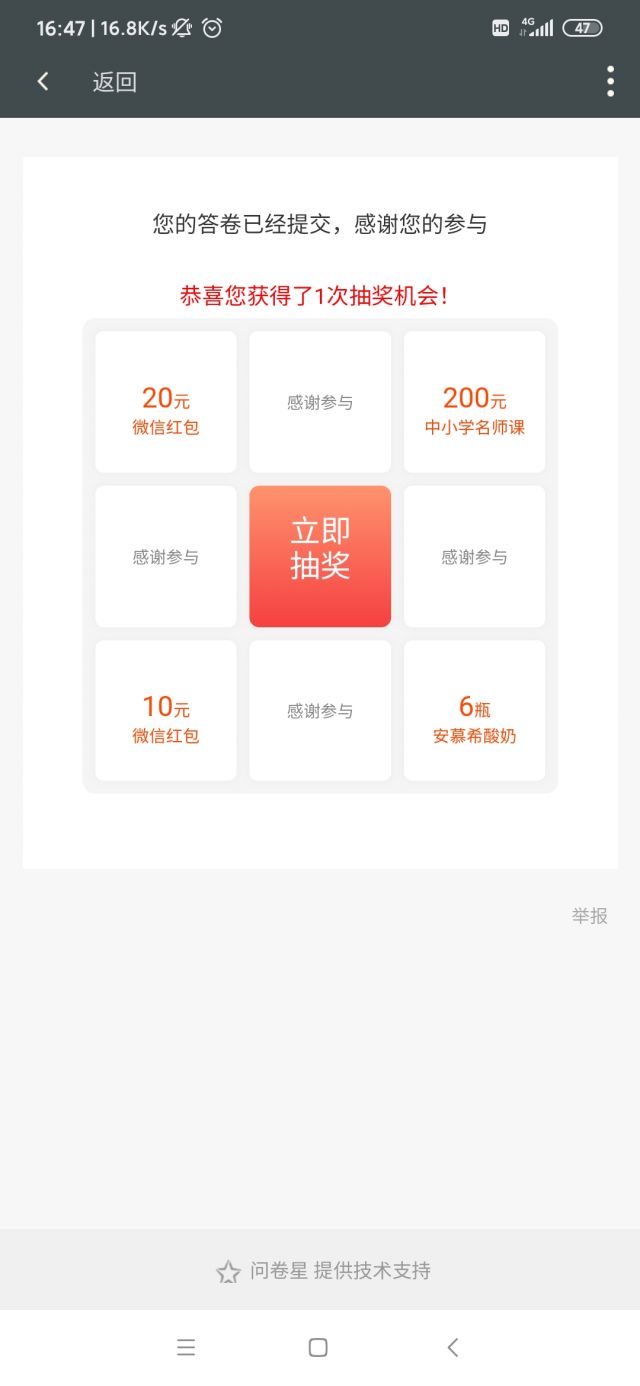 16:47 | 16.8K/s
HD 4G 47
返回
您的答卷已经提交，感谢您的参与
恭喜您获得了1次抽奖机会！
20元
微信红包
感谢参与
200元
中小学名师课
感谢参与
立即
抽奖
感谢参与
10元
微信红包
感谢参与
6瓶
安慕希酸奶
举报
问卷星 提供技术支持